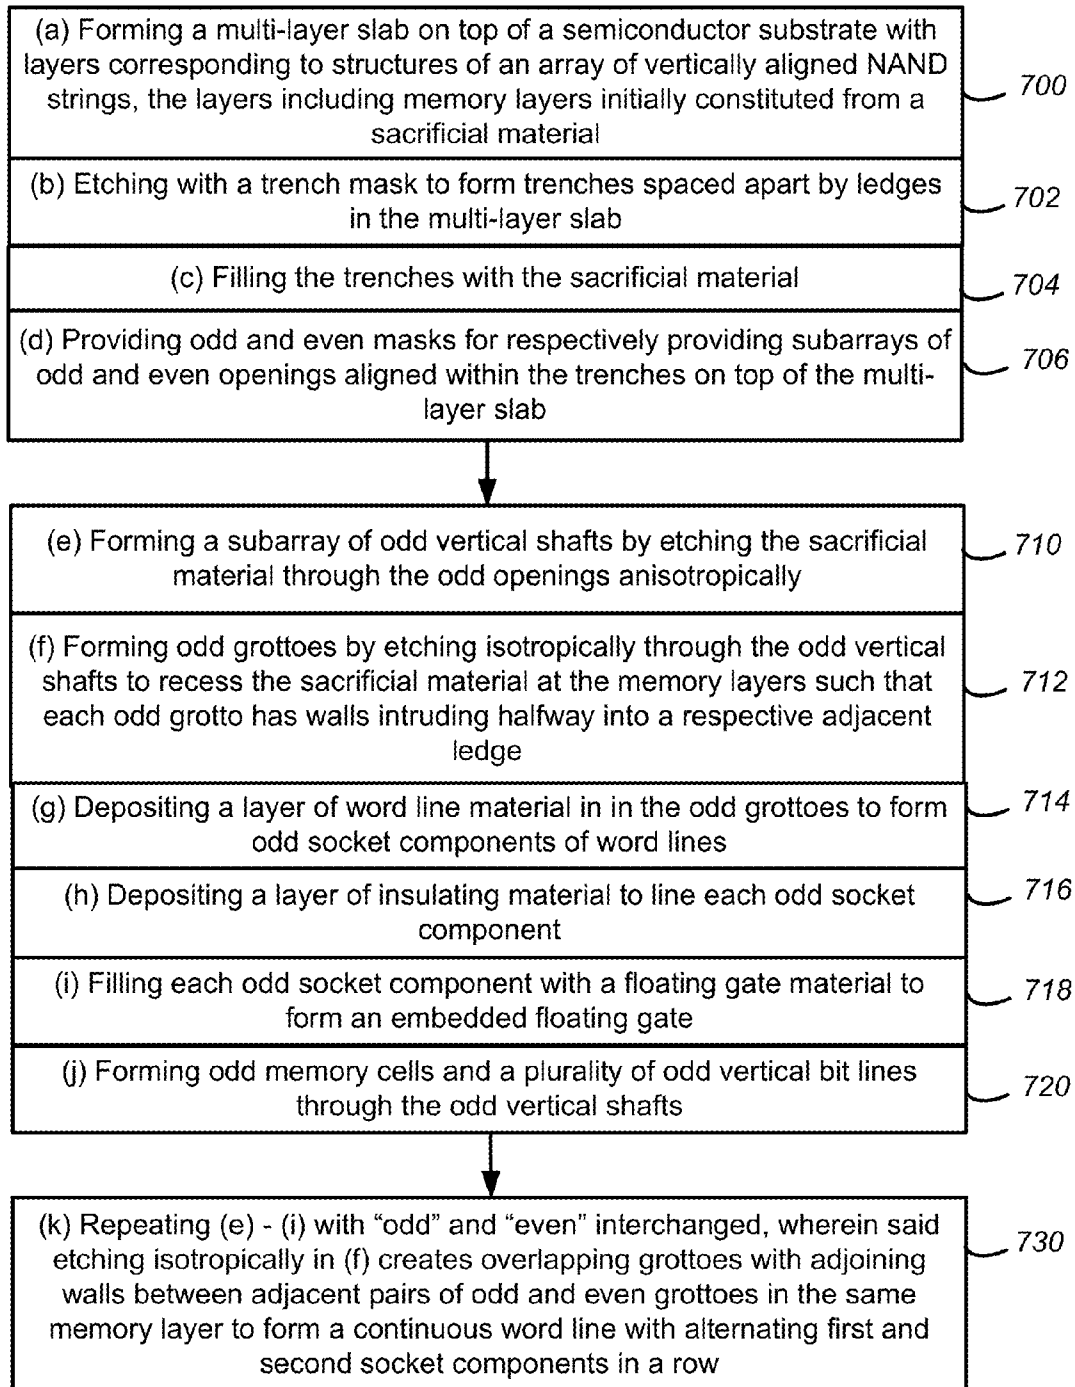 (a) Forming a multi-layer slab on top of a semiconductor substrate with
layers corresponding to structures of an array of vertically aligned NAND
strings, the layers including memory layers initially constituted from a
sacrificial material
700
(b) Etching with a trench mask to form trenches spaced apart by ledges
in the multi-layer slab
702
(c) Filling the trenches with the sacrificial material
704
(d) Providing odd and even masks for respectively providing subarrays of
odd and even openings aligned within the trenches on top of the multi-
layer slab
706
(e) Forming a subarray of odd vertical shafts by etching the sacrificial
material through the odd openings anisotropically
710
(f) Forming odd grottoes by etching isotropically through the odd vertical
shafts to recess the sacrificial material at the memory layers such that
each odd grotto has walls intruding halfway into a respective adjacent
ledge
712
(g) Depositing a layer of word line material in in the odd grottoes to form
odd socket components of word lines
714
(h) Depositing a layer of insulating material to line each odd socket
component
716
(i) Filling each odd socket component with a floating gate material to
form an embedded floating gate
718
(j) Forming odd memory cells and a plurality of odd vertical bit lines
through the odd vertical shafts
720
(k) Repeating (e) - (i) with “odd” and “even” interchanged, wherein said
etching isotropically in (f) creates overlapping grottoes with adjoining
walls between adjacent pairs of odd and even grottoes in the same
memory layer to form a continuous word line with alternating first and
second socket components in a row
730